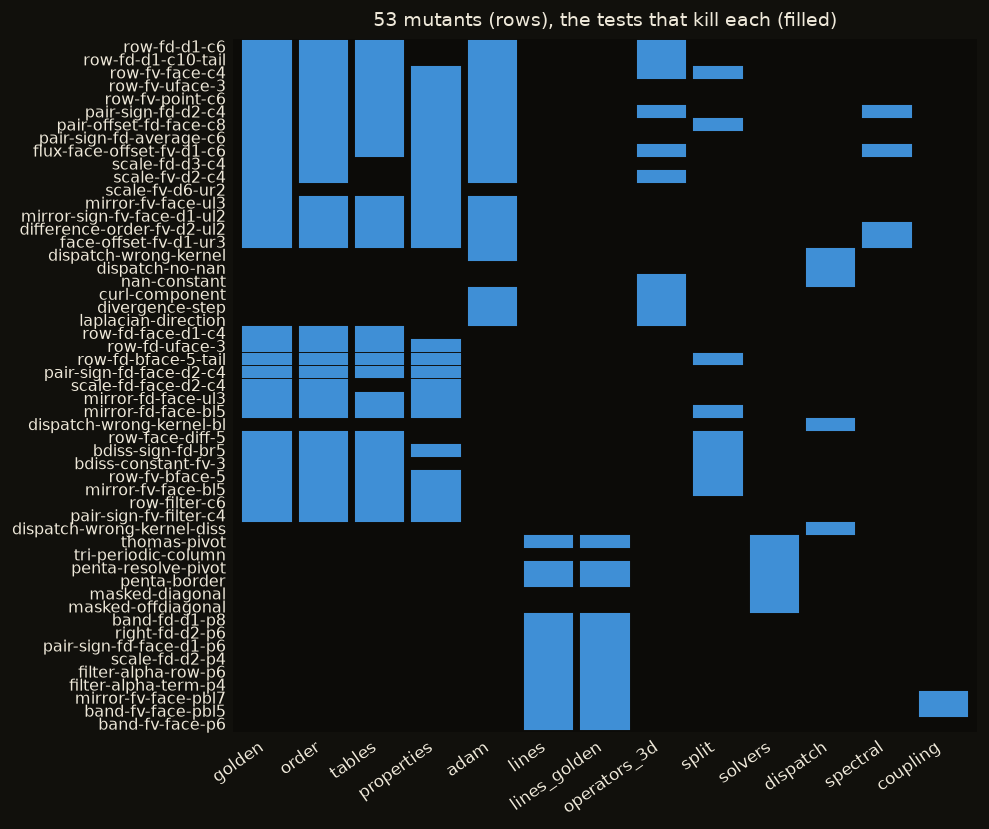 53 mutants (rows), the tests that kill each (filled)
row-fd-d1-c6
row-fd-d1-c10-tail
row-fv-face-c4
row-fv-uface-3
row-fv-point-c6
pair-sign-fd-d2-c4
pair-offset-fd-face-c8
pair-sign-fd-average-c6
flux-face-offset-fv-d1-c6
scale-fd-d3-c4
scale-fv-d2-c4
scale-fv-d6-ur2
mirror-fv-face-ul3
mirror-sign-fv-face-d1-ul2
difference-order-fv-d2-ul2
face-offset-fv-d1-ur3
dispatch-wrong-kernel
dispatch-no-nan
nan-constant
curl-component
divergence-step
laplacian-direction
row-fd-face-d1-c4
row-fd-uface-3
row-fd-bface-5-tail
pair-sign-fd-face-d2-c4
scale-fd-face-d2-c4
mirror-fd-face-ul3
mirror-fd-face-bl5
dispatch-wrong-kernel-bl
row-face-diff-5
bdiss-sign-fd-br5
bdiss-constant-fv-3
row-fv-bface-5
mirror-fv-face-bl5
row-filter-c6
pair-sign-fv-filter-c4
dispatch-wrong-kernel-diss
thomas-pivot
tri-periodic-column
penta-resolve-pivot
penta-border
masked-diagonal
masked-offdiagonal
band-fd-d1-p8
right-fd-d2-p6
pair-sign-fd-face-d1-p6
scale-fd-d2-p4
filter-alpha-row-p6
filter-alpha-term-p4
mirror-fv-face-pbl7
band-fv-face-pbl5
band-fv-face-p6
golden
order
tables
properties
adam
lines
lines_golden
operators_3d
split
solvers
dispatch
spectral
coupling